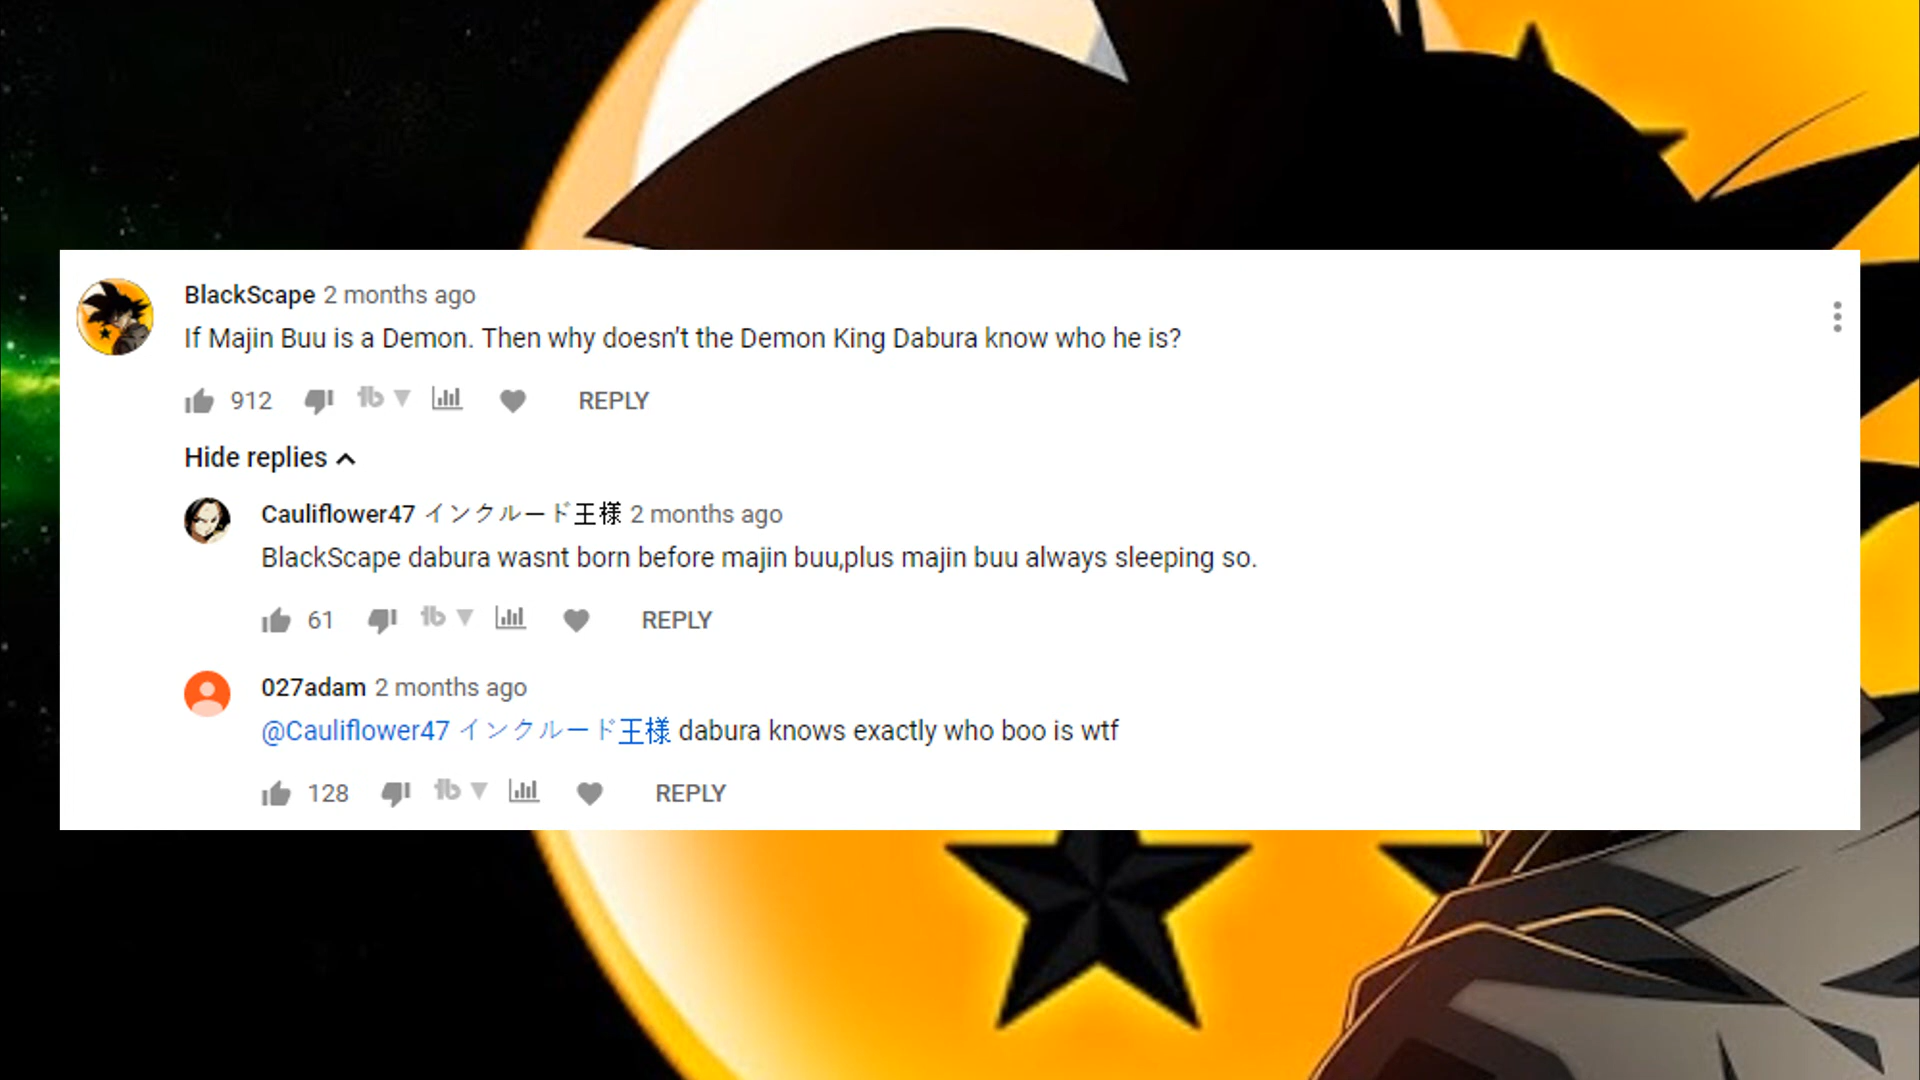 BlackScape 2 months ago
If Majin Buu is a Demon. Then why doesn't the Demon King Dabura know who he is?
912 REPLY
Hide replies
Cauliflower47 インクルード王様 2 months ago
BlackScape dabura wasnt born before majin buu,plus majin buu always sleeping so.
61 REPLY
027adam 2 months ago
@Cauliflower47 インクルード王様 dabura knows exactly who boo is wtf
128 REPLY